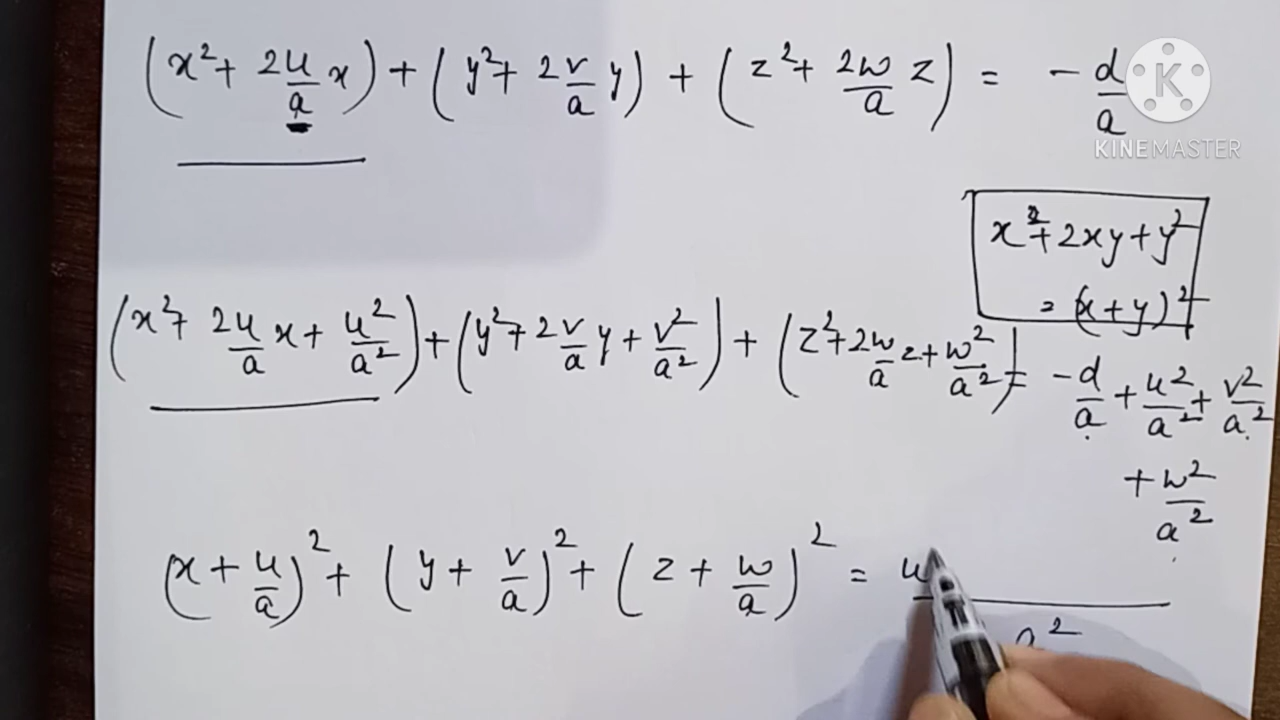 (x² + 2u/a x) + (y² + 2v/a y) + (z² + 2w/a z) = -d/a
KINEMASTER
x² + 2xy + y²
= (x + y)²
(x² + 2u/a x + u²/a²) + (y² + 2v/a y + v²/a²) + (z² + 2w/a z + w²/a²) = -d/a + u²/a² + v²/a²
+ w²/a²
(x + u/a)² + (y + v/a)² + (z + w/a)² = u
a²